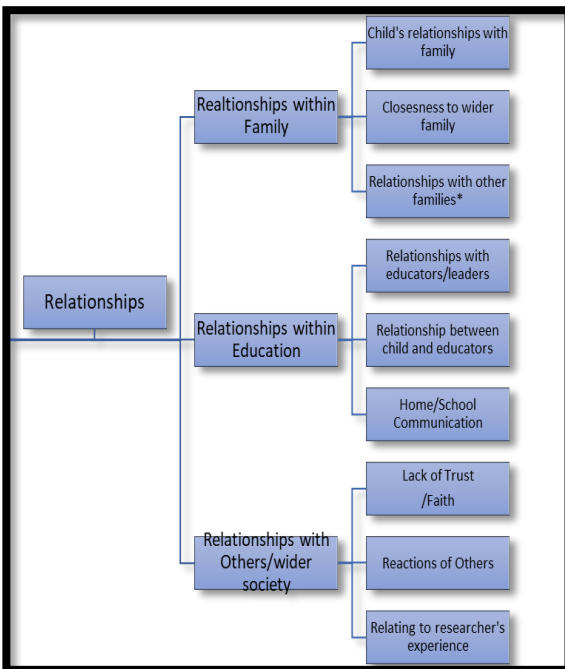 Relationships
Realtionships within
Family
Child's relationships with
family
Closesness to wider
family
Relationships with other
families*
Relationships within
Education
Relationships with
educators/leaders
Relationship between
child and educators
Home/School
Communication
Relationships with
Others/wider
society
Lack of Trust
/Faith
Reactions of Others
Relating to researcher's
experience